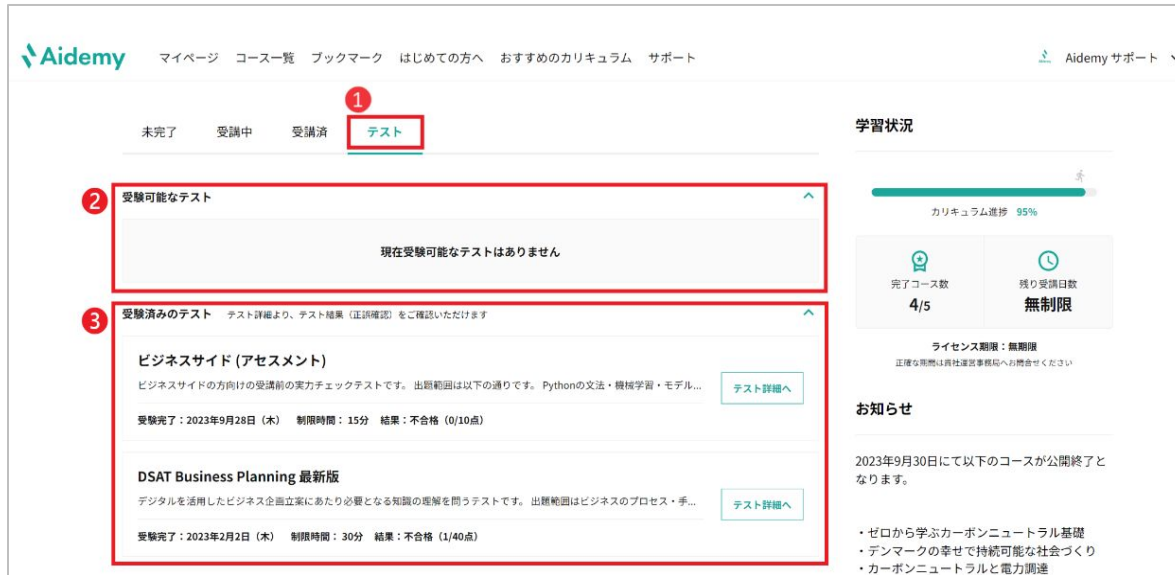 Aidemy マイページ コース一覧 ブックマーク はじめての方へ おすすめのカリキュラム サポート Aidemy サポート
1
未完了 受講中 受講済 テスト
2
受験可能なテスト
現在受験可能なテストはありません
3
受験済みのテスト テスト詳細より、テスト結果（正誤確認）をご確認いただけます
ビジネスサイド (アセスメント)
ビジネスサイドの方向けの受講前の実力チェックテストです。 出題範囲は以下の通りです。 Pythonの文法・機械学習・モデル...
テスト詳細へ
受験完了：2023年9月28日（木） 制限時間： 15分 結果：不合格（0/10点）
DSAT Business Planning 最新版
デジタルを活用したビジネス企画立案にあたり必要となる知識の理解を問うテストです。 出題範囲はビジネスのプロセス・手...
テスト詳細へ
受験完了：2023年2月2日（木） 制限時間： 30分 結果：不合格（1/40点）
学習状況
カリキュラム進捗 95%
完了コース数 残り受講日数
4/5 無制限
ライセンス期限：無期限
正確な期間は貴社運営事務局へお問合せください
お知らせ
2023年9月30日にて以下のコースが公開終了と
なります。
・ゼロから学ぶカーボンニュートラル基礎
・デンマークの幸せで持続可能な社会づくり
・カーボンニュートラルと電力調達